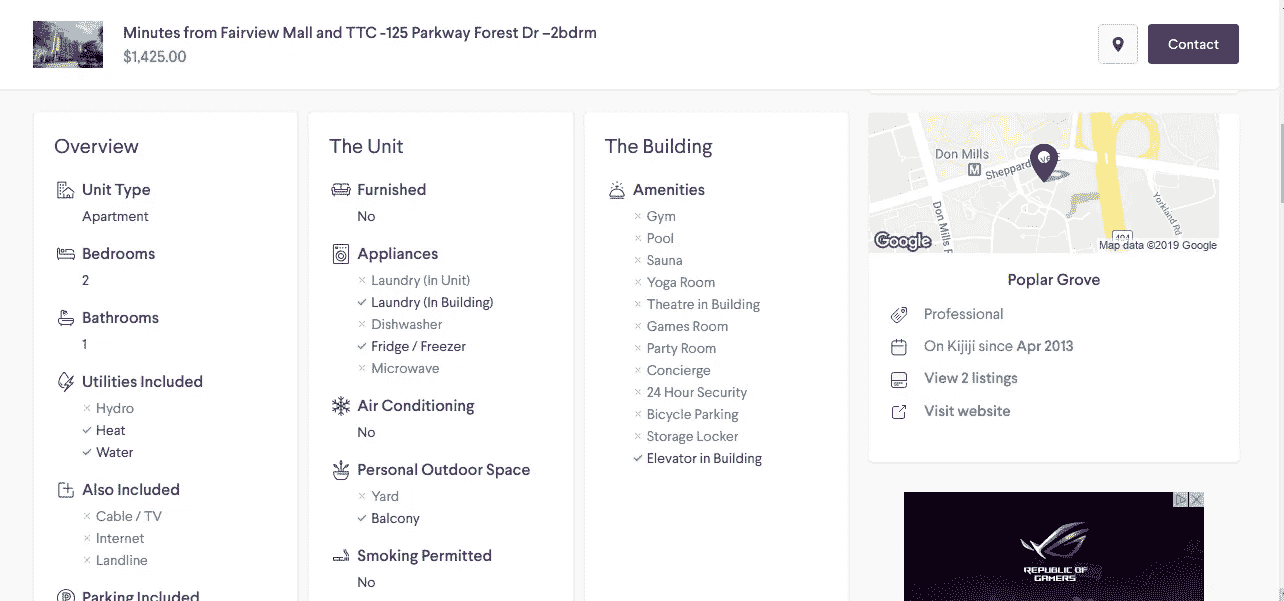 Minutes from Fairview Mall and TTC -125 Parkway Forest Dr –2bdrm
$1,425.00
Contact
Overview
Unit Type
Apartment
Bedrooms
2
Bathrooms
1
Utilities Included
Hydro
Heat
Water
Also Included
Cable / TV
Internet
Landline
Parking Included
The Unit
Furnished
No
Appliances
Laundry (In Unit)
Laundry (In Building)
Dishwasher
Fridge / Freezer
Microwave
Air Conditioning
No
Personal Outdoor Space
Yard
Balcony
Smoking Permitted
No
The Building
Amenities
Gym
Pool
Sauna
Yoga Room
Theatre in Building
Games Room
Party Room
Concierge
24 Hour Security
Bicycle Parking
Storage Locker
Elevator in Building
Don Mills
M
Sheppard Ave E
Don Mills R
Yorkland Rd
404
Google
Map data ©2019 Google
Poplar Grove
Professional
On Kijiji since Apr 2013
View 2 listings
Visit website
REPUBLIC OF
GAMERS